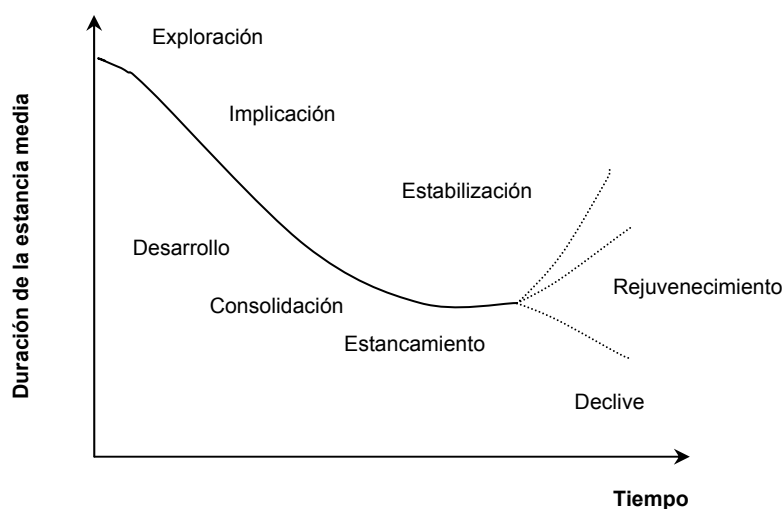 Exploración
Implicación
Estabilización
Desarrollo
Rejuvenecimiento
Consolidación
Estancamiento
Declive
Duración de la estancia media
Tiempo